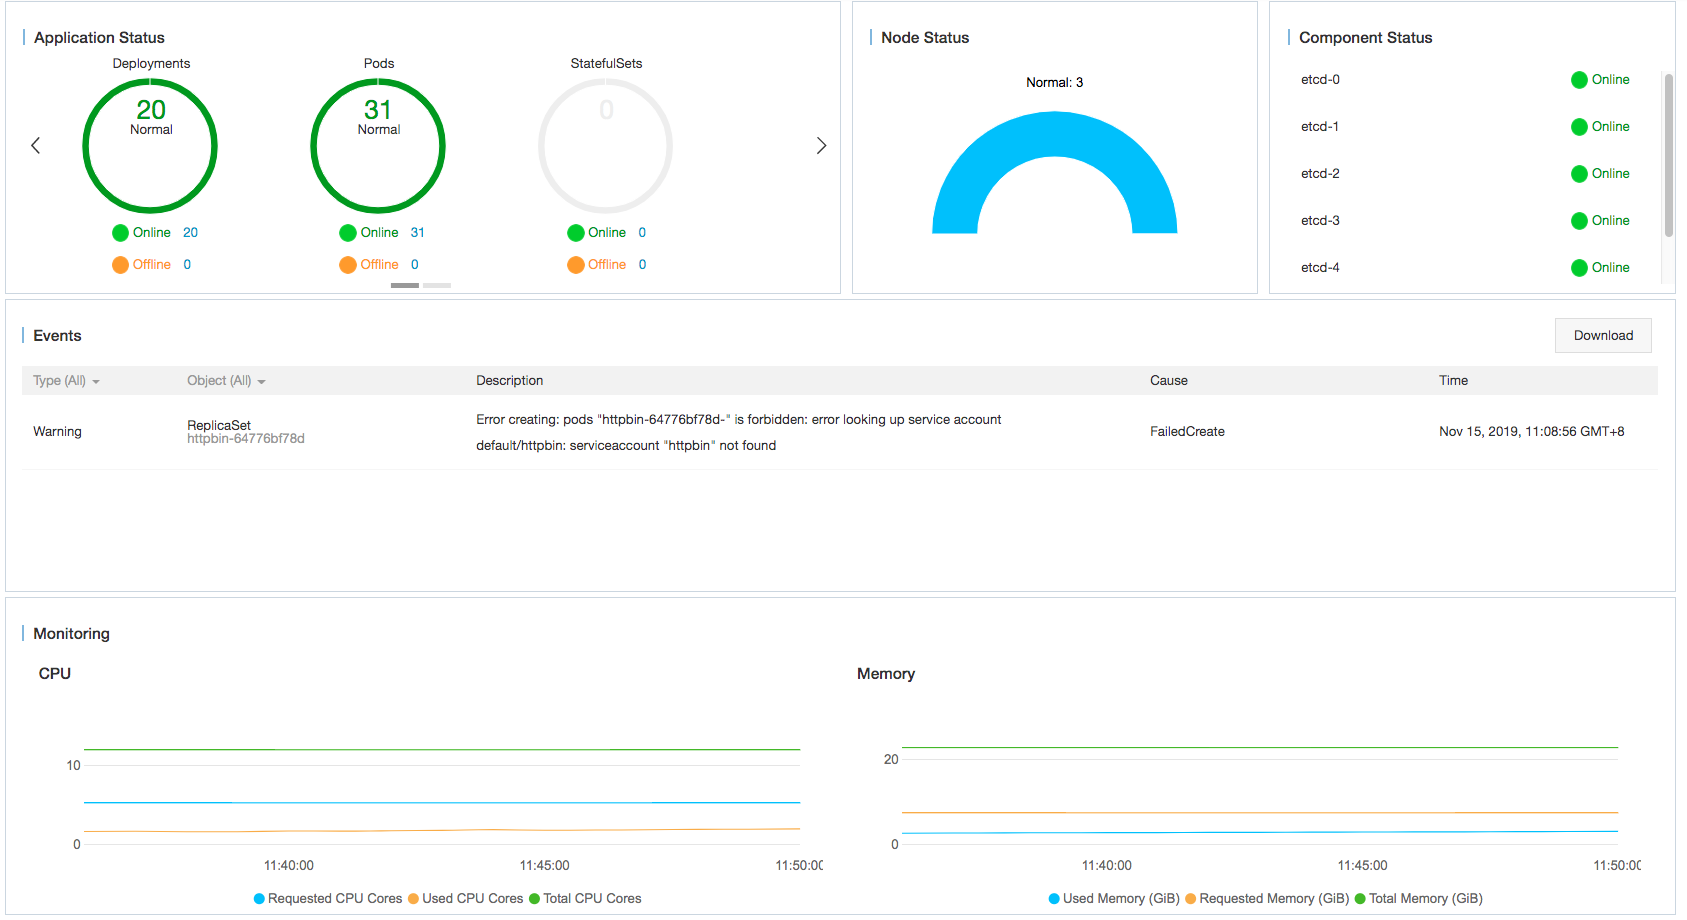 Application Status
Deployments Pods StatefulSets
20 31 0
Normal Normal
Online 20 Online 31 Online 0
Offline 0 Offline 0 Offline 0
Node Status
Normal: 3
Component Status
etcd-0 Online
etcd-1 Online
etcd-2 Online
etcd-3 Online
etcd-4 Online
Events
Download
Type (All) Object (All) Description Cause Time
Warning
ReplicaSet
httpbin-64776bf78d
Error creating: pods "httpbin-64776bf78d-" is forbidden: error looking up service account
default/httpbin: serviceaccount "httpbin" not found
FailedCreate
Nov 15, 2019, 11:08:56 GMT+8
Monitoring
CPU
10
0
11:40:00 11:45:00 11:50:00
Requested CPU Cores Used CPU Cores Total CPU Cores
Memory
20
0
11:40:00 11:45:00 11:50:00
Used Memory (GiB) Requested Memory (GiB) Total Memory (GiB)